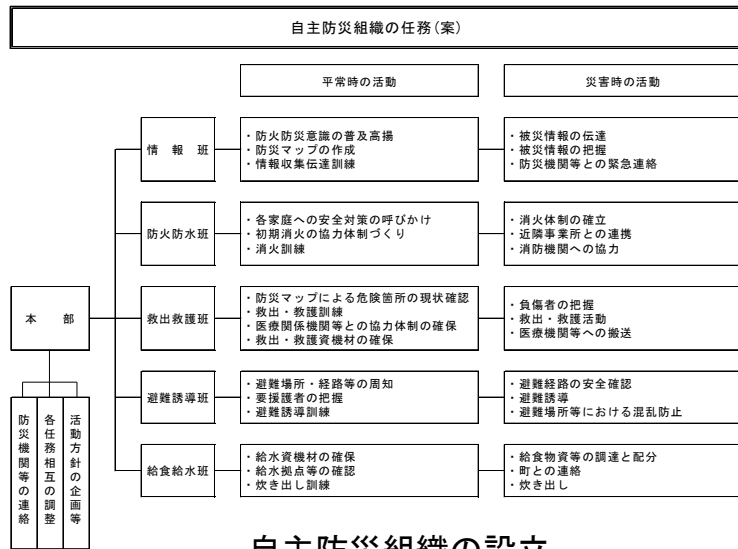 自主防災組織の任務(案)
平常時の活動
災害時の活動
情報班
・防火防災意識の普及高揚
・防災マップの作成
・情報収集伝達訓練
・被災情報の伝達
・被災情報の把握
・防災機関等との緊急連絡
防火防水班
・各家庭への安全対策の呼びかけ
・初期消火の協力体制づくり
・消火訓練
・消火体制の確立
・近隣事業所との連携
・消防機関への協力
本部
救出救護班
・防災マップによる危険箇所の現状確認
・救出・教護訓練
・医療関係機関等との協力体制の確保
・救出・救護資機材の確保
・負傷者の把握
・救出・救護活動
・医療機関等への搬送
避難誘導班
・避難場所・経路等の周知
・要援護者の把握
・避難誘導訓練
・避難経路の安全確認
・避難誘導
・避難場所等における混乱防止
給食給水班
・給水資機材の確保
・給水拠点等の確認
・炊き出し訓練
・給食物資等の調達と配分
・町との連絡
・炊き出し
活動方針の企画等
各任務相互の調整
防災機関等の連絡
自主防災組織の設立